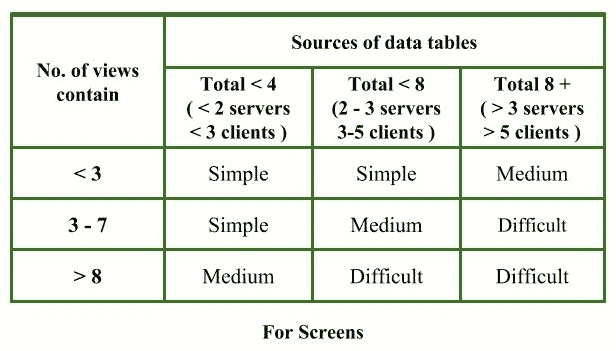 No. of views
contain
Sources of data tables
Total < 4
( < 2 servers
< 3 clients )
Total < 8
(2 - 3 servers
3-5 clients )
Total 8 +
( > 3 servers
> 5 clients )
< 3
Simple
Simple
Medium
3 - 7
Simple
Medium
Difficult
> 8
Medium
Difficult
Difficult
For Screens